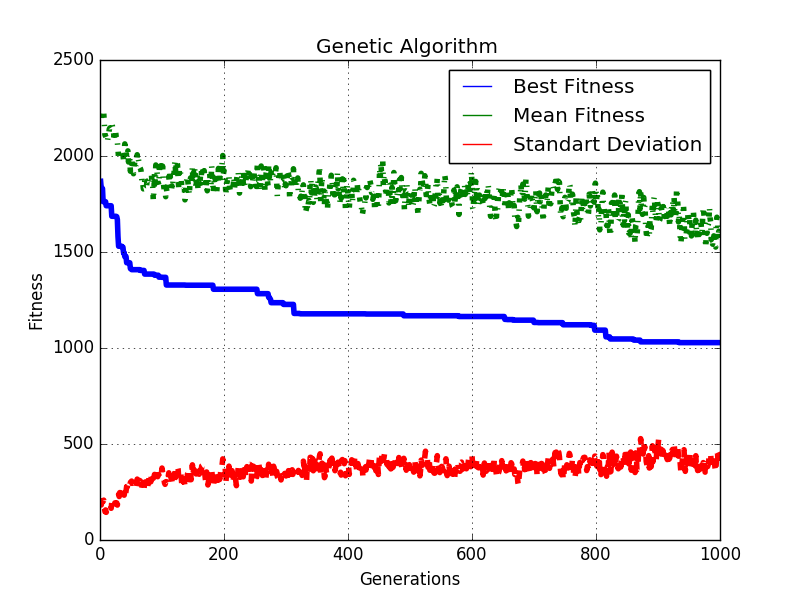 Genetic Algorithm
2500
2000
1500
1000
500
0
Fitness
Best Fitness
Mean Fitness
Standart Deviation
0 200 400 600 800 1000
Generations